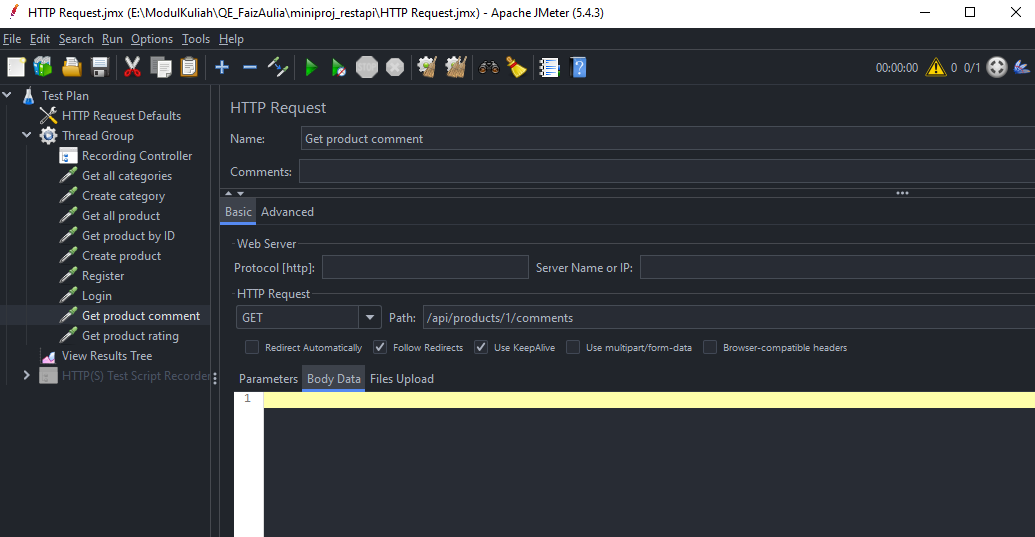 HTTP Request.jmx (E:\ModulKuliah\QE_FaizAulia\miniproj_restapi\HTTP Request.jmx) - Apache JMeter (5.4.3)
File Edit Search Run Options Tools Help
00:00:00 0 0/1
Test Plan
HTTP Request Defaults
Thread Group
Recording Controller
Get all categories
Create category
Get all product
Get product by ID
Create product
Register
Login
Get product comment
Get product rating
View Results Tree
HTTP(S) Test Script Recorder
HTTP Request
Name: Get product comment
Comments:
Basic Advanced
Web Server
Protocol [http]: Server Name or IP:
HTTP Request
GET Path: /api/products/1/comments
Redirect Automatically Follow Redirects Use KeepAlive Use multipart/form-data Browser-compatible headers
Parameters Body Data Files Upload
1